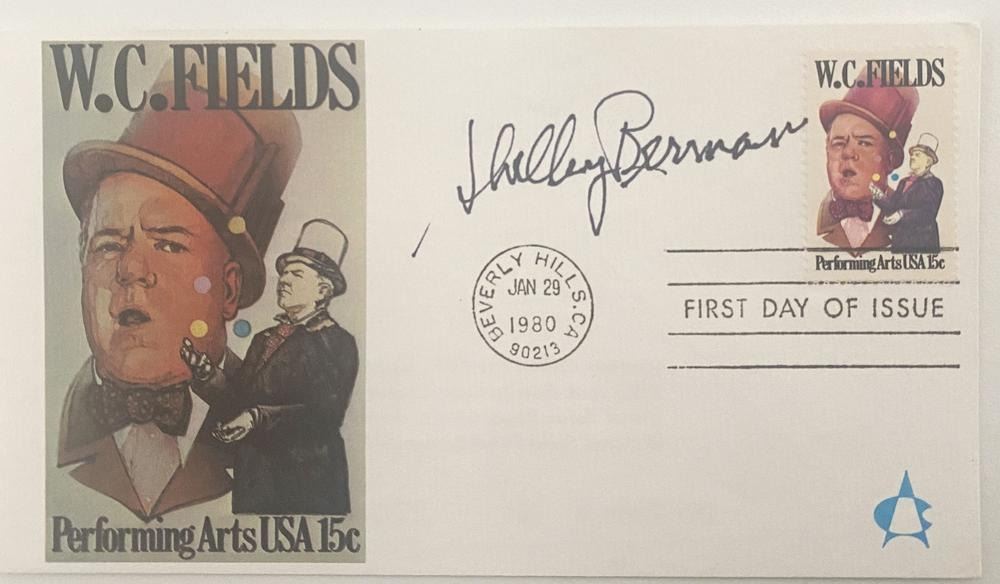 W.C.FIELDS
Performing Arts USA 15c
Shelley Berman
BEVERLY HILLS, CA
JAN 29
1980
90213
W.C.FIELDS
Performing Arts USA 15c
FIRST DAY OF ISSUE